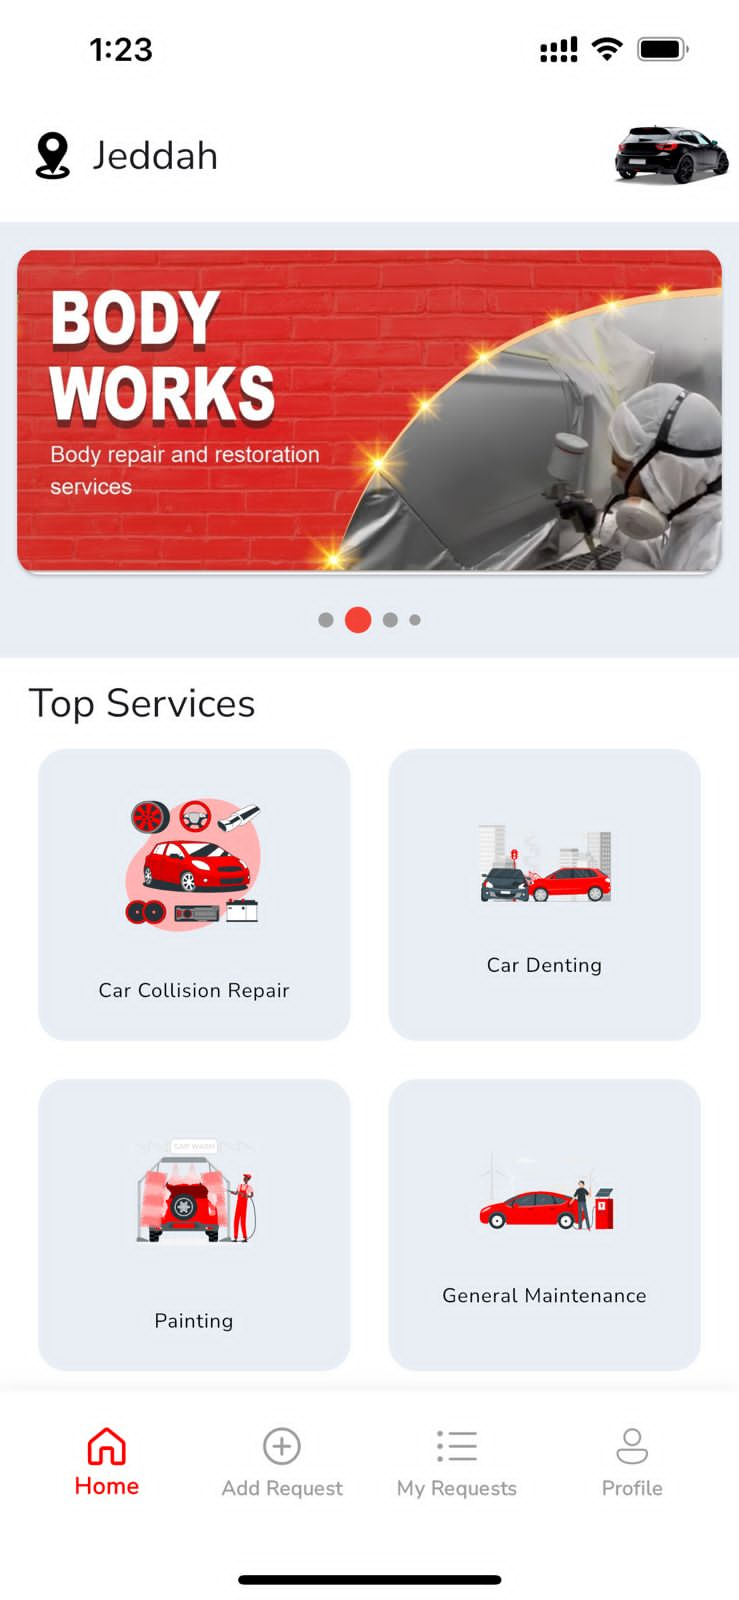 1:23
Jeddah
BODY
WORKS
Body repair and restoration
services
Top Services
Car Collision Repair
Car Denting
CAR WASH
Painting
General Maintenance
Home
Add Request
My Requests
Profile